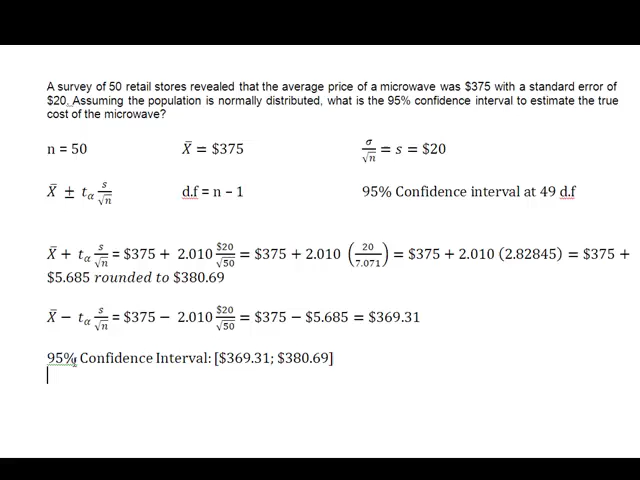 A survey of 50 retail stores revealed that the average price of a microwave was $375 with a standard error of
$20. Assuming the population is normally distributed, what is the 95% confidence interval to estimate the true
cost of the microwave?
n = 50 X̄ = $375 σ/√n = s = $20
X̄ ± tα s/√n d.f = n – 1 95% Confidence interval at 49 d.f
X̄ + tα s/√n = $375 + 2.010 $20/√50 = $375 + 2.010 (20/7.071) = $375 + 2.010 (2.82845) = $375 +
$5.685 rounded to $380.69
X̄ − tα s/√n = $375 − 2.010 $20/√50 = $375 − $5.685 = $369.31
95% Confidence Interval: [$369.31; $380.69]